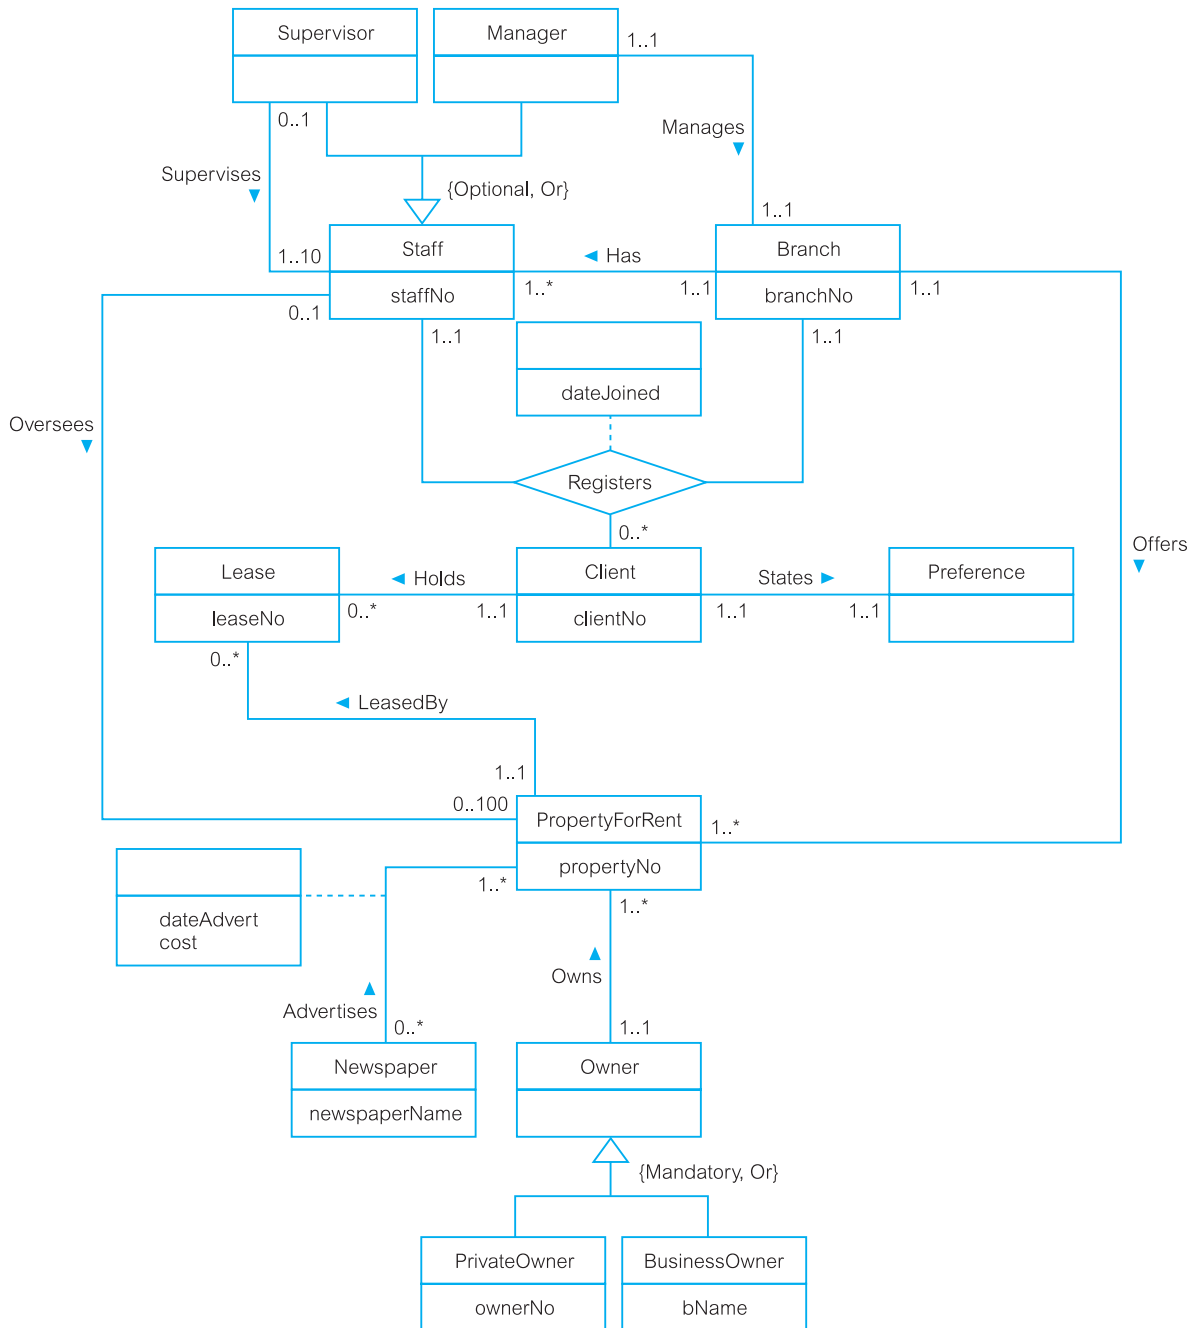 Supervisor
Manager
1..1
0..1
Manages
Supervises
{Optional, Or}
1..1
1..10
Staff
Has
Branch
staffNo
1..*
1..1
branchNo
1..1
0..1
1..1
1..1
dateJoined
Oversees
Registers
0..*
Offers
Lease
Holds
Client
States
Preference
leaseNo
0..*
1..1
clientNo
1..1
1..1
0..*
LeasedBy
1..1
0..100
PropertyForRent
1..*
propertyNo
1..*
1..*
dateAdvert
cost
Owns
Advertises
0..*
1..1
Newspaper
Owner
newspaperName
{Mandatory, Or}
PrivateOwner
BusinessOwner
ownerNo
bName